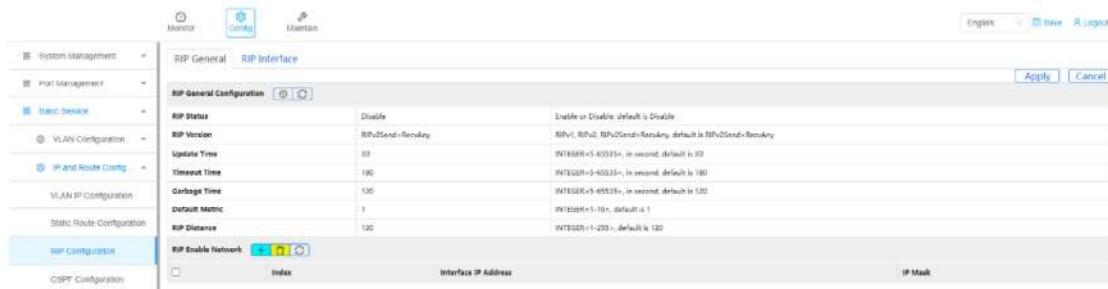 Monitor Config Maintain English Save Logout
System Management
Port Management
Basic Service
VLAN Configuration
IP and Route Config...
VLAN IP Configuration
Static Route Configuration
RIP Configuration
OSPF Configuration
RIP General RIP Interface
Apply Cancel
RIP General Configuration
RIP Status Disable Enable or Disable, default is Disable
RIP Version RIPv2Send+RecvAny RIPv1, RIPv2, RIPv2Send+RecvAny, default is RIPv2Send+RecvAny
Update Time 30 INTEGER<5-65535>, in second, default is 30
Timeout Time 180 INTEGER<5-65535>, in second, default is 180
Garbage Time 120 INTEGER<5-65535>, in second, default is 120
Default Metric 1 INTEGER<1-16>, default is 1
RIP Distance 120 INTEGER<1-255>, default is 120
RIP Enable Network
Index Interface IP Address IP Mask